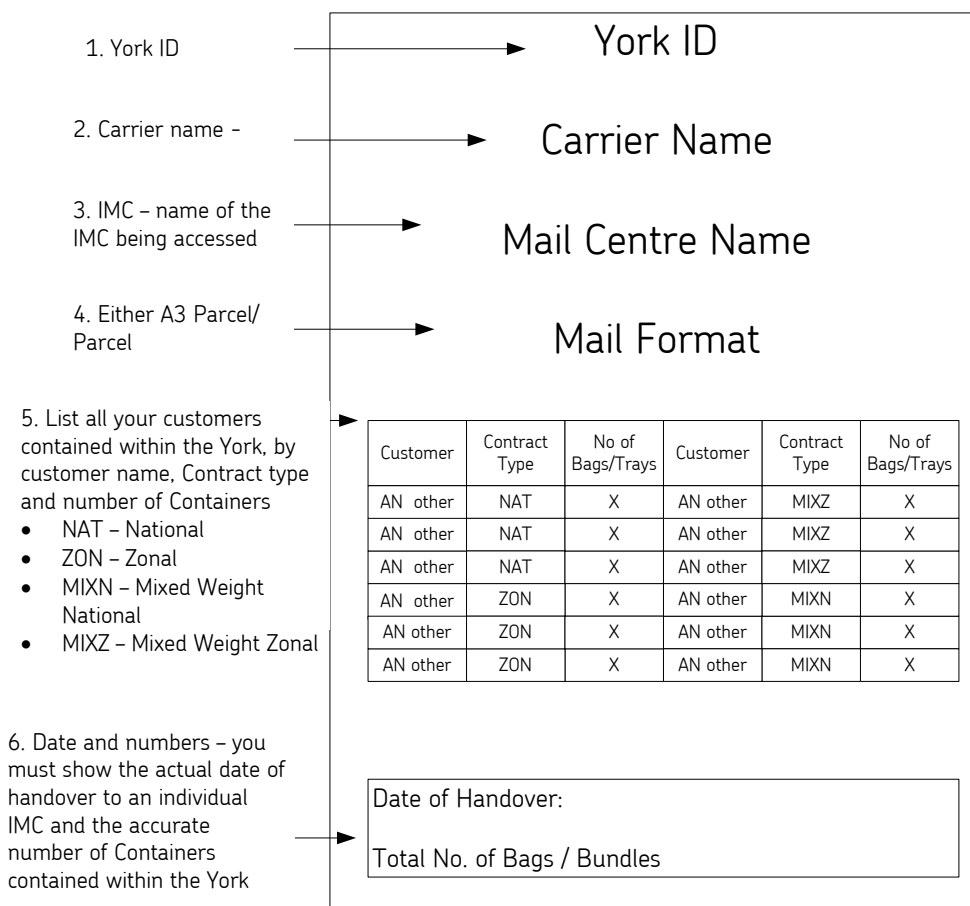 1. York ID
York ID
2. Carrier name -
Carrier Name
3. IMC – name of the
IMC being accessed
Mail Centre Name
4. Either A3 Parcel/
Parcel
Mail Format
5. List all your customers
contained within the York, by
customer name, Contract type
and number of Containers
• NAT – National
• ZON – Zonal
• MIXN – Mixed Weight
National
• MIXZ – Mixed Weight Zonal
Customer Contract Type No of Bags/Trays Customer Contract Type No of Bags/Trays
AN other NAT X AN other MIXZ X
AN other NAT X AN other MIXZ X
AN other NAT X AN other MIXZ X
AN other ZON X AN other MIXN X
AN other ZON X AN other MIXN X
AN other ZON X AN other MIXN X
6. Date and numbers – you
must show the actual date of
handover to an individual
IMC and the accurate
number of Containers
contained within the York
Date of Handover:
Total No. of Bags / Bundles